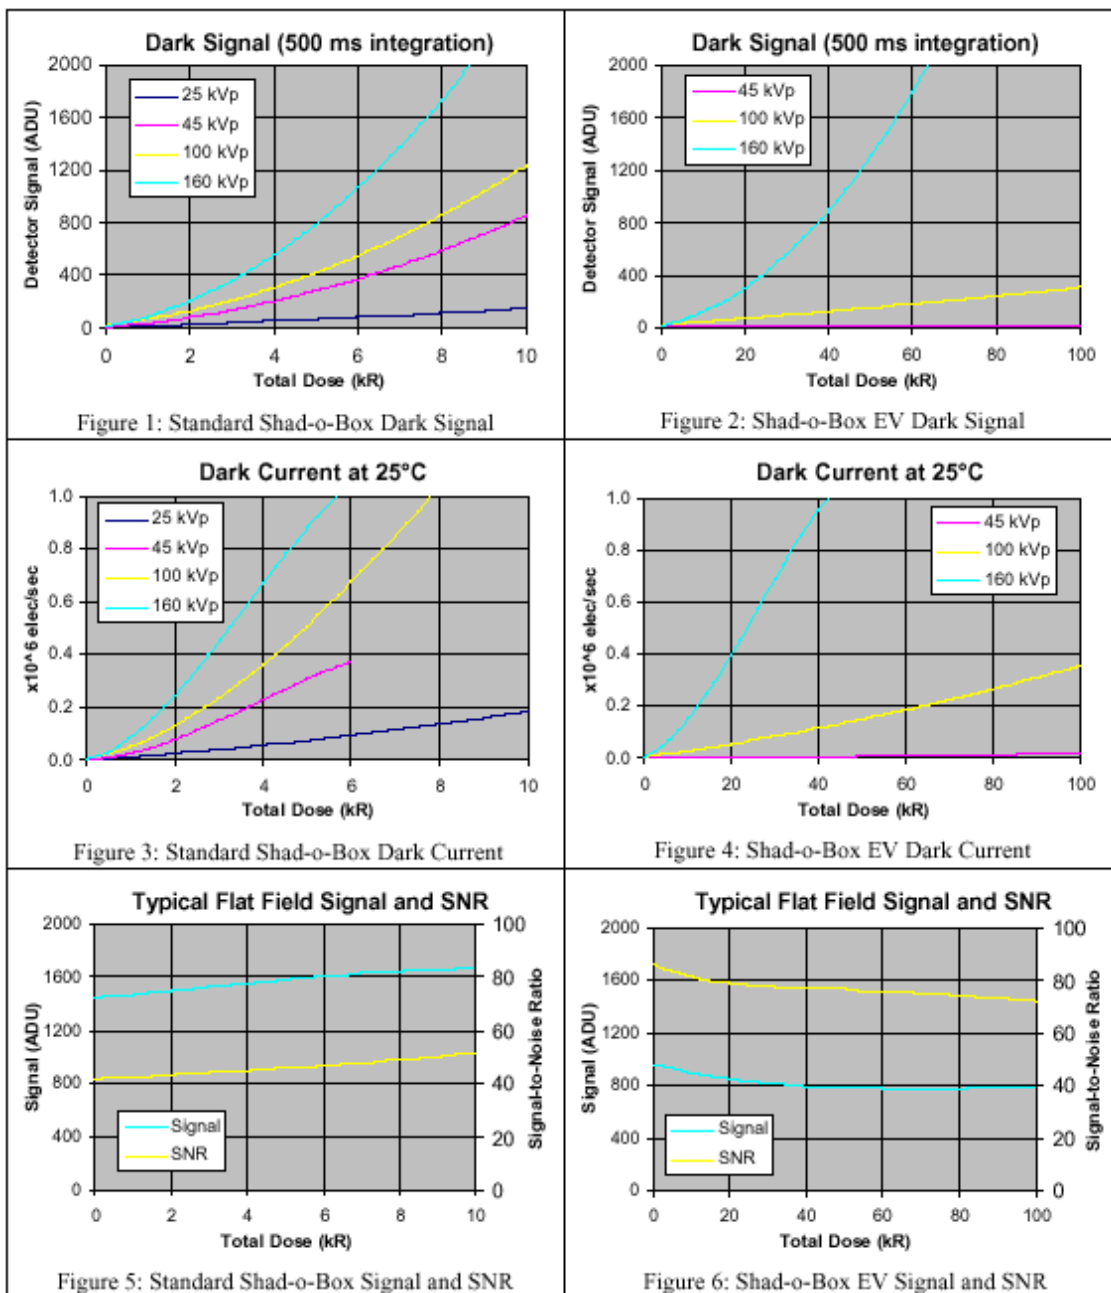 Dark Signal (500 ms integration)
2000
1600
1200
800
400
0
Detector Signal (ADU)
25 kVp
45 kVp
100 kVp
160 kVp
0 2 4 6 8 10
Total Dose (kR)
Figure 1: Standard Shad-o-Box Dark Signal
Dark Signal (500 ms integration)
2000
1600
1200
800
400
0
Detector Signal (ADU)
45 kVp
100 kVp
160 kVp
0 20 40 60 80 100
Total Dose (kR)
Figure 2: Shad-o-Box EV Dark Signal
Dark Current at 25°C
1.0
0.8
0.6
0.4
0.2
0.0
x10^6 elec/sec
25 kVp
45 kVp
100 kVp
160 kVp
0 2 4 6 8 10
Total Dose (kR)
Figure 3: Standard Shad-o-Box Dark Current
Dark Current at 25°C
1.0
0.8
0.6
0.4
0.2
0.0
x10^6 elec/sec
45 kVp
100 kVp
160 kVp
0 20 40 60 80 100
Total Dose (kR)
Figure 4: Shad-o-Box EV Dark Current
Typical Flat Field Signal and SNR
2000
1600
1200
800
400
0
Signal (ADU)
100
80
60
40
20
0
Signal-to-Noise Ratio
Signal
SNR
0 2 4 6 8 10
Total Dose (kR)
Figure 5: Standard Shad-o-Box Signal and SNR
Typical Flat Field Signal and SNR
2000
1600
1200
800
400
0
Signal (ADU)
100
80
60
40
20
0
Signal-to-Noise Ratio
Signal
SNR
0 20 40 60 80 100
Total Dose (kR)
Figure 6: Shad-o-Box EV Signal and SNR